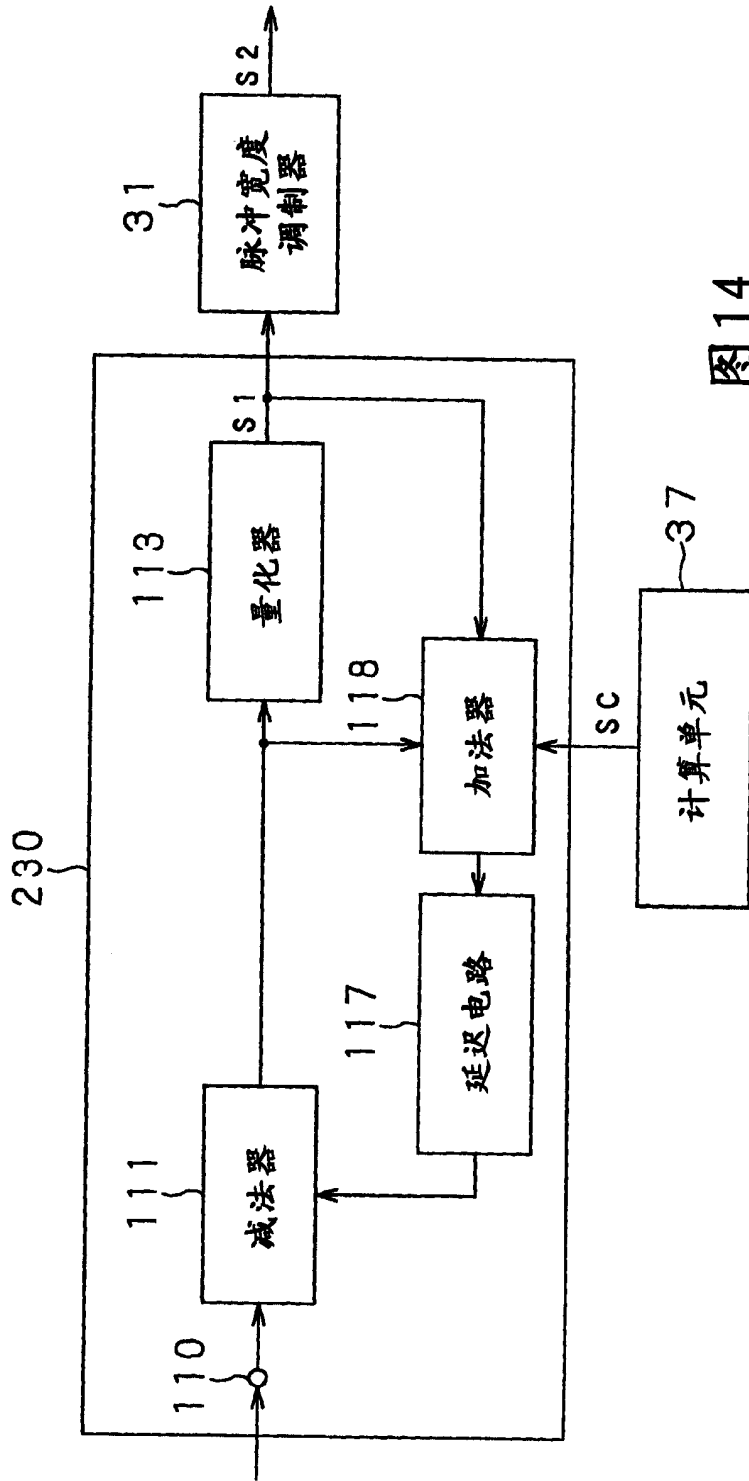 230
110
111
减法器
113
量化器
S1
31
脉冲宽度
调制器
S2
117
延迟电路
118
加法器
SC
37
计算单元
图14